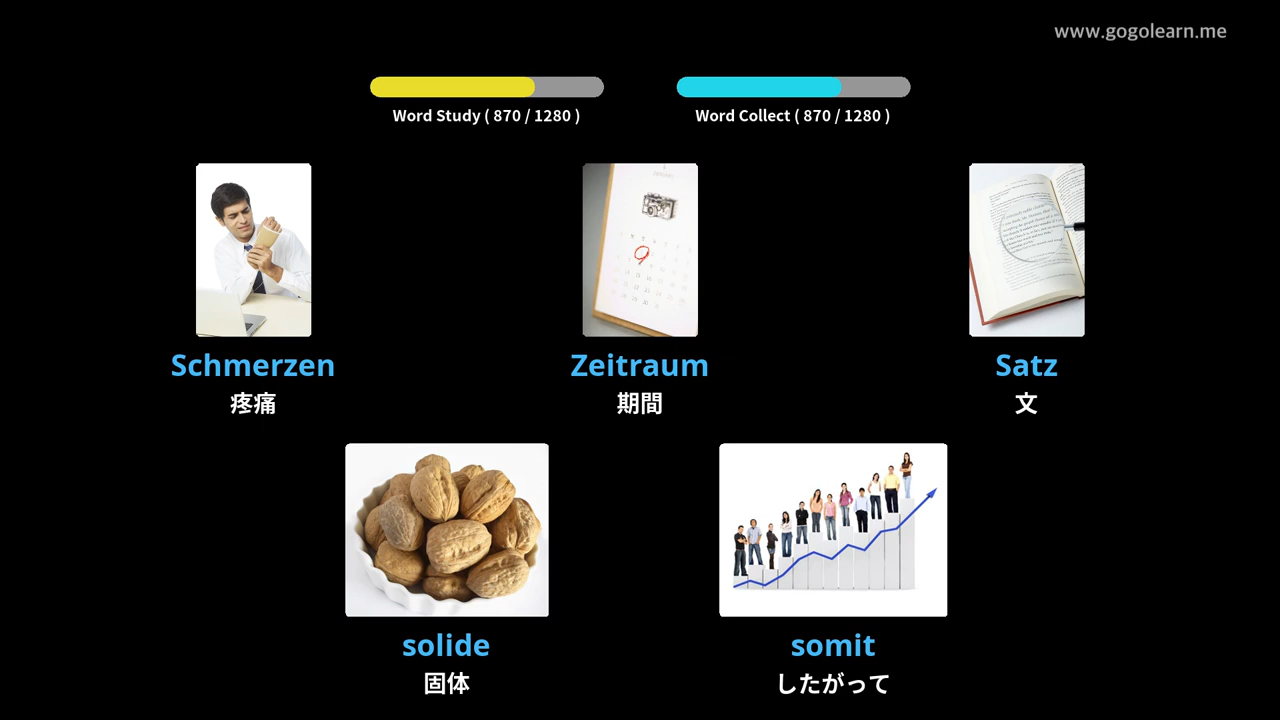 www.gogolearn.me
Word Study ( 870 / 1280 )
Word Collect ( 870 / 1280 )
Schmerzen
疼痛
Zeitraum
期間
Satz
文
solide
固体
somit
したがって